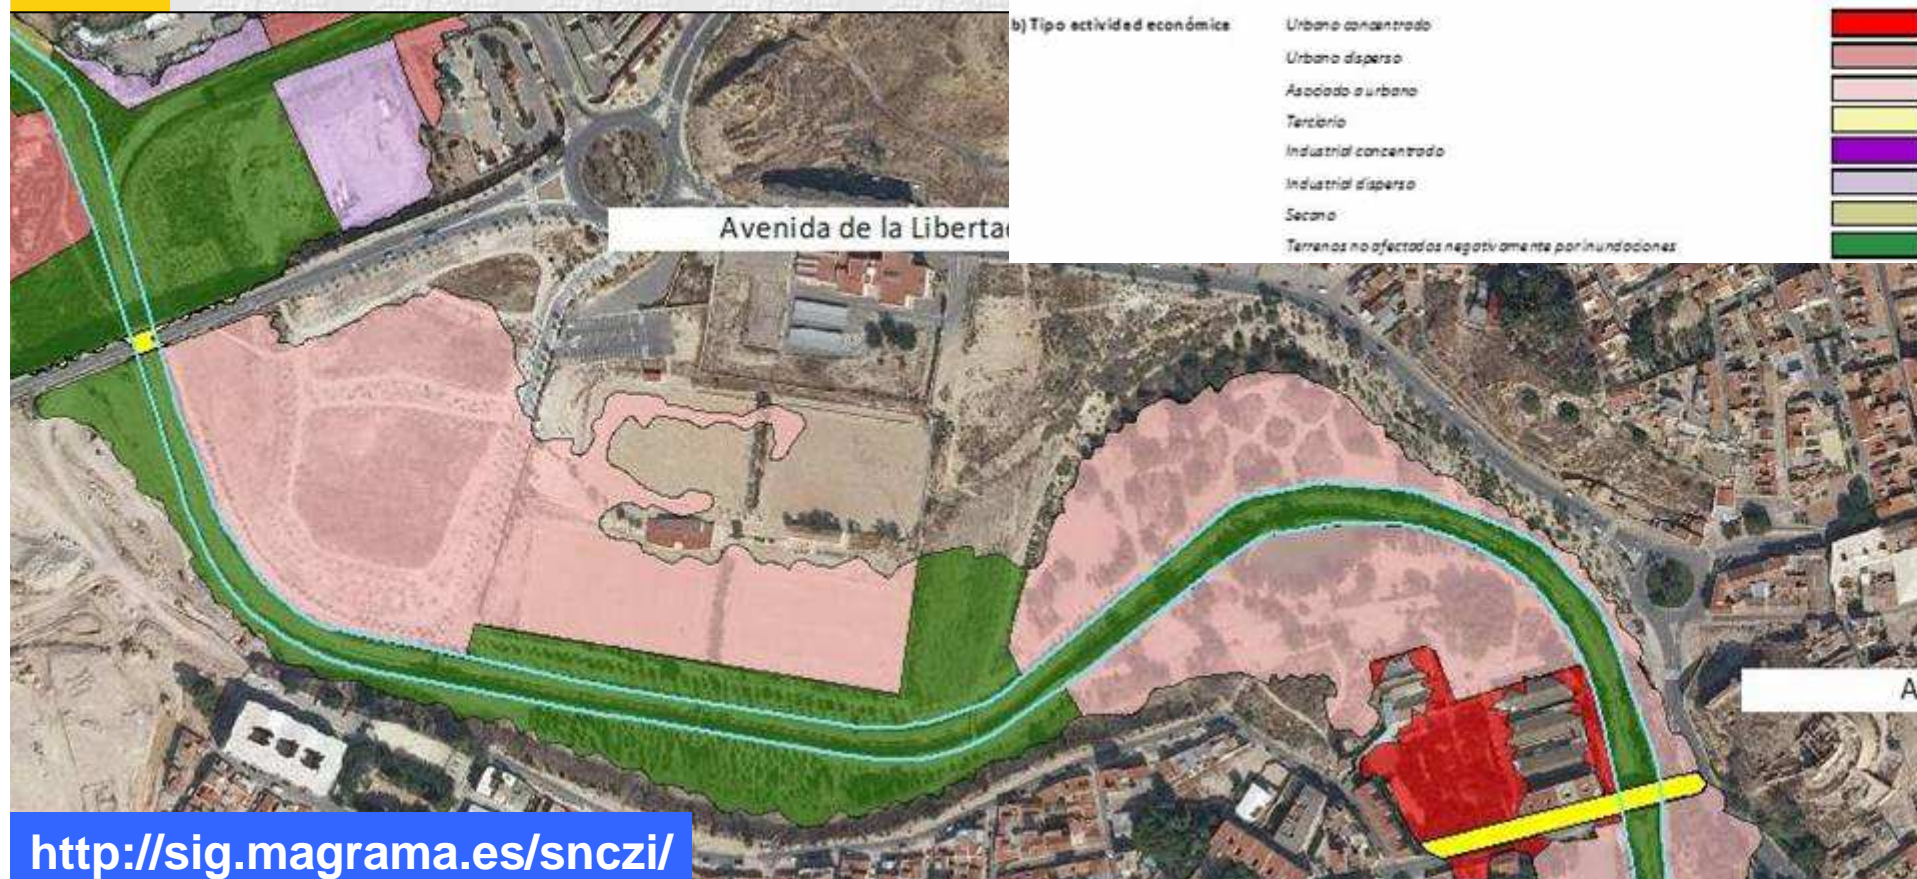 b) Tipo actividad económica
Urbano concentrado
Urbano disperso
Asociado a urbano
Terciario
Industrial concentrado
Industrial disperso
Secano
Terrenos no afectados negativamente por inundaciones
Avenida de la Liberta
A
http://sig.magrama.es/snczi/